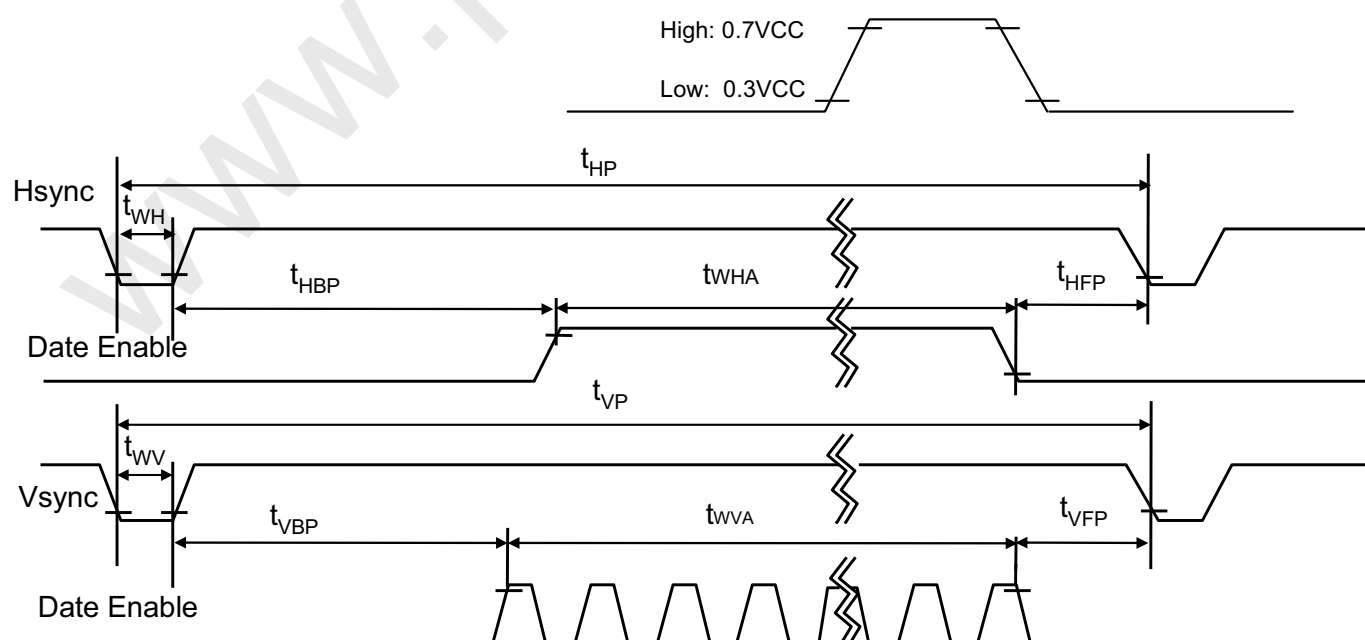 www.
High: 0.7VCC
Low: 0.3VCC
tHP
Hsync
tWH
tHBP
tWHA
tHFP
Date Enable
tVP
tWV
Vsync
tVBP
tWVA
tVFP
Date Enable